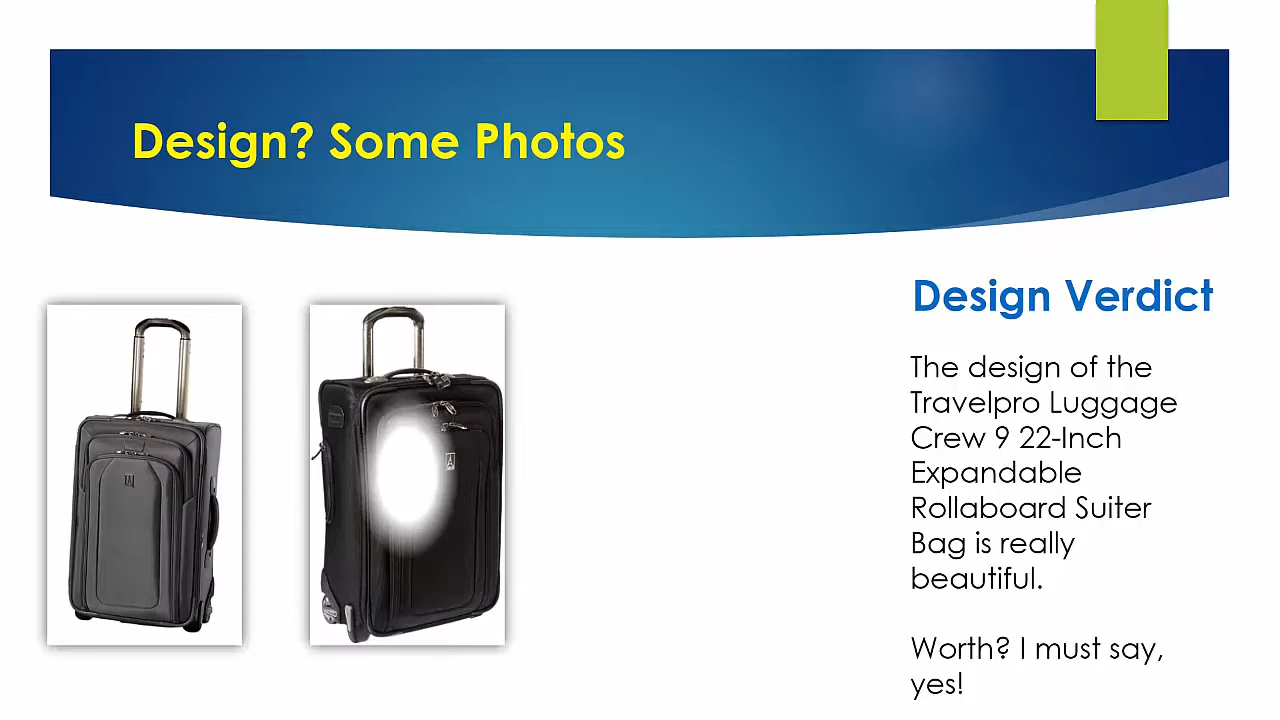 Design? Some Photos
Design Verdict
The design of the
Travelpro Luggage
Crew 9 22-Inch
Expandable
Rollaboard Suiter
Bag is really
beautiful.
Worth? I must say,
yes!